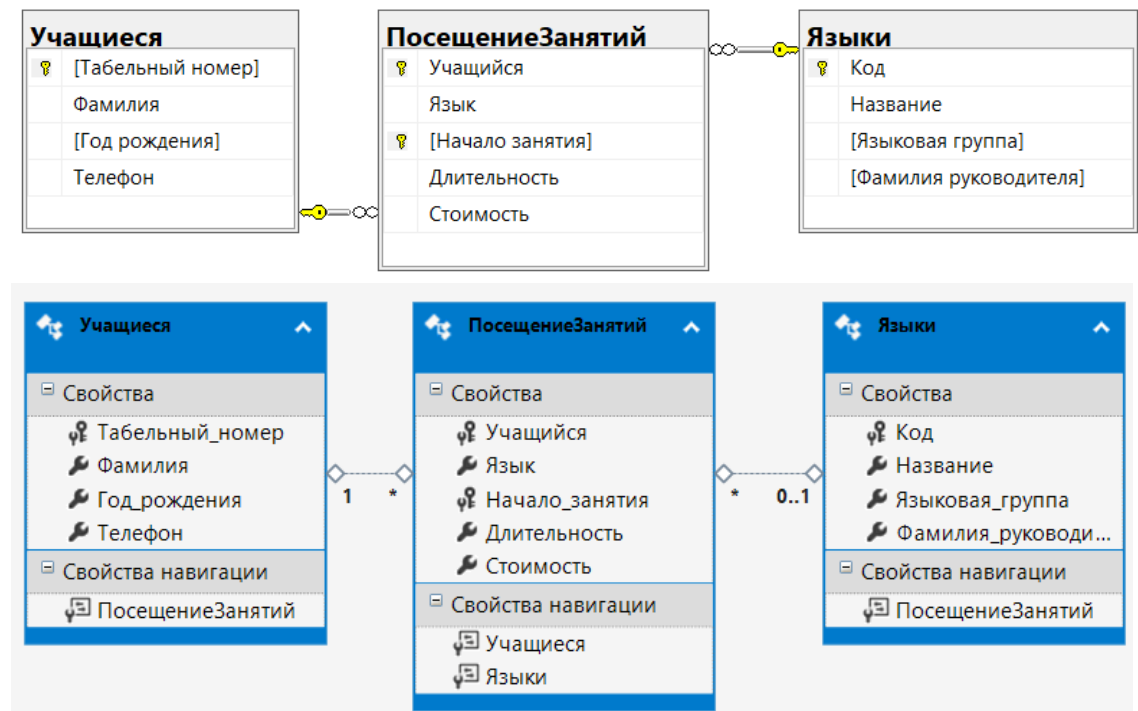 Учащиеся
[Табельный номер]
Фамилия
[Год рождения]
Телефон
ПосещениеЗанятий
Учащийся
Язык
[Начало занятия]
Длительность
Стоимость
Языки
Код
Название
[Языковая группа]
[Фамилия руководителя]
Учащиеся
Свойства
Табельный_номер
Фамилия
Год_рождения
Телефон
Свойства навигации
ПосещениеЗанятий
1 *
ПосещениеЗанятий
Свойства
Учащийся
Язык
Начало_занятия
Длительность
Стоимость
Свойства навигации
Учащиеся
Языки
* 0..1
Языки
Свойства
Код
Название
Языковая_группа
Фамилия_руководи...
Свойства навигации
ПосещениеЗанятий